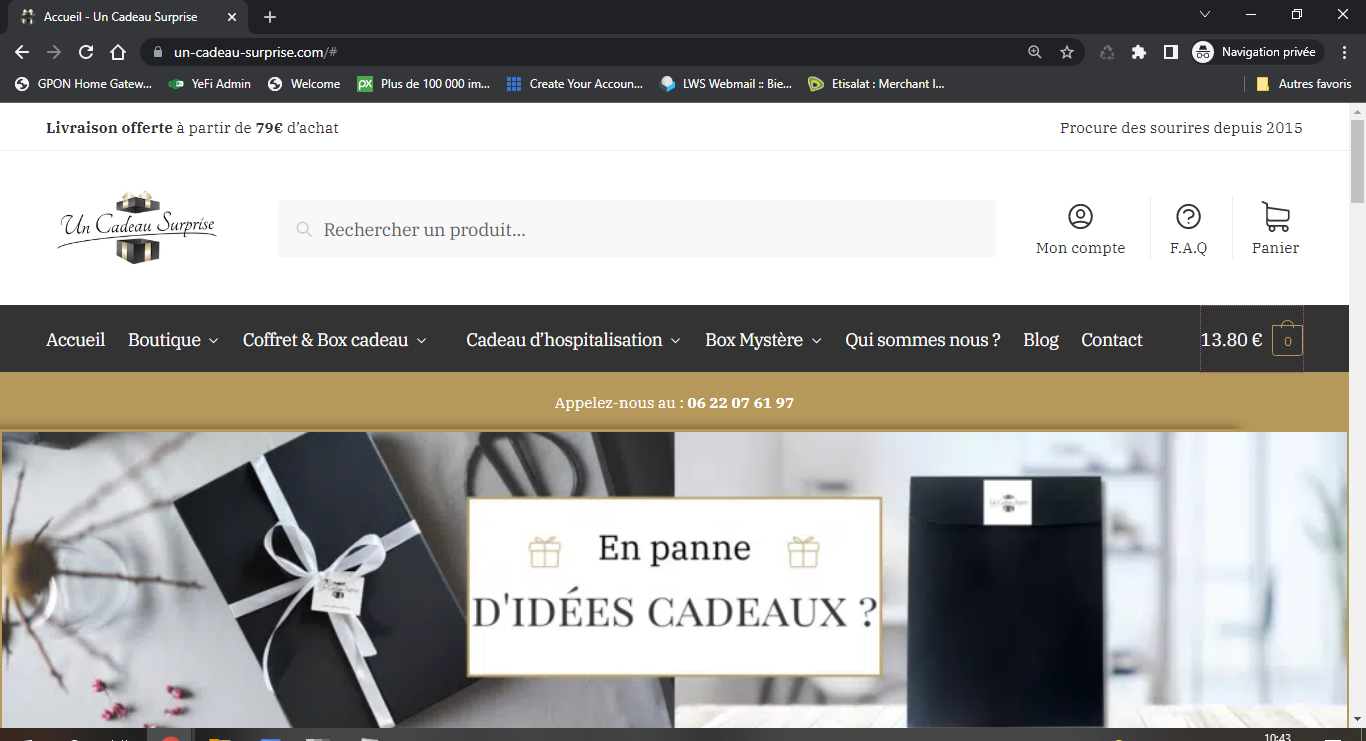 Accueil - Un Cadeau Surprise
un-cadeau-surprise.com/#
Navigation privée
GPON Home Gatew...
YeFi Admin
Welcome
px
Plus de 100 000 im...
Create Your Accoun...
LWS Webmail :: Bie...
Etisalat : Merchant I...
Autres favoris
Livraison offerte à partir de 79€ d’achat
Procure des sourires depuis 2015
Un Cadeau Surprise
Rechercher un produit...
Mon compte
F.A.Q
Panier
Accueil
Boutique
Coffret & Box cadeau
Cadeau d’hospitalisation
Box Mystère
Qui sommes nous ?
Blog
Contact
13.80 €
0
Appelez-nous au : 06 22 07 61 97
En panne
D'IDÉES CADEAUX ?
10:43